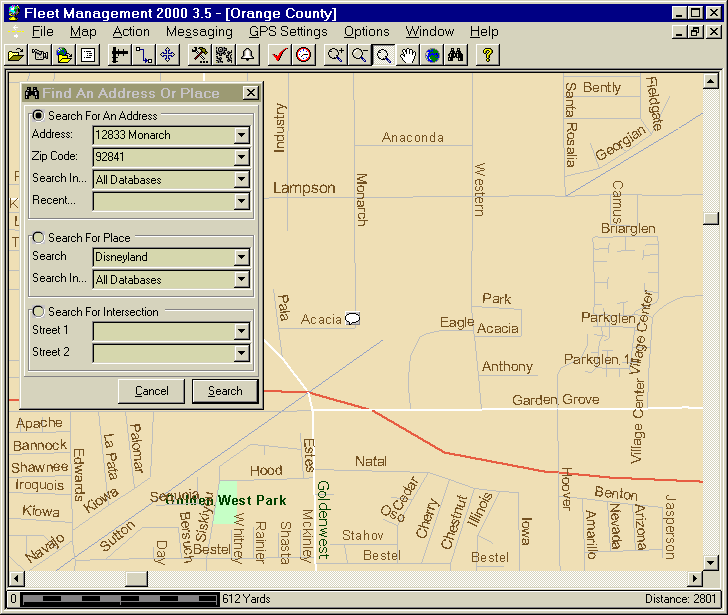 Fleet Management 2000 3.5 - [Orange County]
File Map Action Messaging GPS Settings Options Window Help
Find An Address Or Place
Search For An Address
Address: 12833 Monarch
Zip Code: 92841
Search In... All Databases
Recent...
Search For Place
Search Disneyland
Search In... All Databases
Search For Intersection
Street 1
Street 2
Cancel Search
Industry
Anaconda
Lampson
Monarch
Western
Santa Rosalia
Bently
Fieldgate
Georgian
Camus
Briarglen
Pala
Acacia
Park
Eagle
Acacia
Anthony
Parkglen
Parkglen 1
Village Center
Village Center
Garden Grove
Apache
Bannock
Shawnee
Iroquois
Kiowa
Navajo
Edwards
La Pata
Palomar
Kiowa
Sutton
Sequoia
Golden West Park
Hood
Estes
Natal
Goldenwest
Day
Bersuch
Siskiyou
Bestel
Whitney
Rainier
Shasta
Mckinley
Stahov
Bestel
Oslo
Cedar
Cherry
Chestnut
Illinois
Bestel
Iowa
Hoover
Benton
Amarillo
Nevada
Arizona
Jasperson
0 612 Yards Distance: 2801